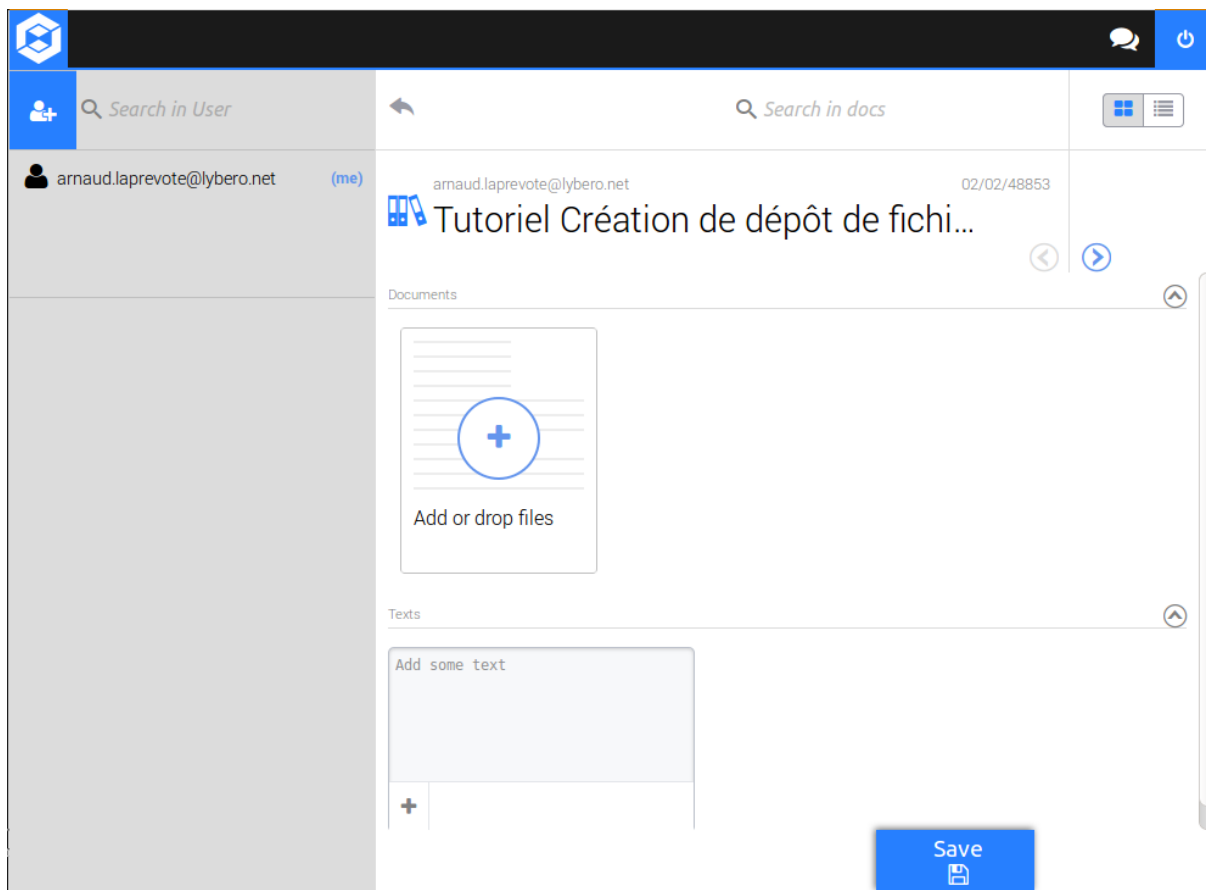 Search in User
Search in docs
arnaud.laprevote@lybero.net (me)
arnaud.laprevote@lybero.net 02/02/48853
Tutoriel Création de dépôt de fichi...
Documents
Add or drop files
Texts
Add some text
Save